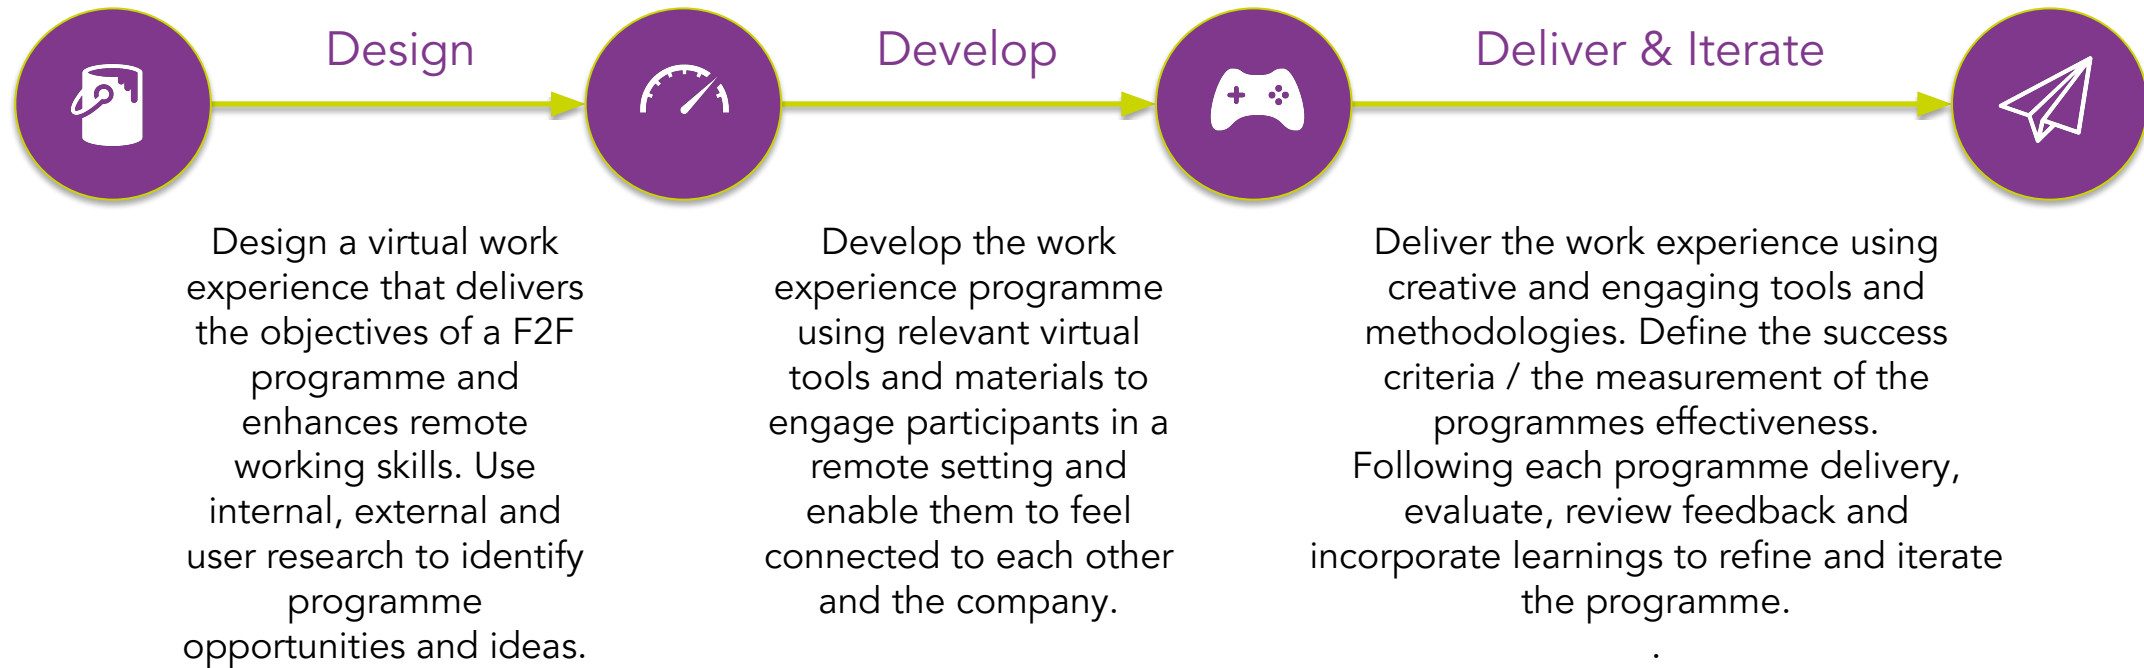 Design
Develop
Deliver & Iterate
Design a virtual work
experience that delivers
the objectives of a F2F
programme and
enhances remote
working skills. Use
internal, external and
user research to identify
programme
opportunities and ideas.
Develop the work
experience programme
using relevant virtual
tools and materials to
engage participants in a
remote setting and
enable them to feel
connected to each other
and the company.
Deliver the work experience using
creative and engaging tools and
methodologies. Define the success
criteria / the measurement of the
programmes effectiveness.
Following each programme delivery,
evaluate, review feedback and
incorporate learnings to refine and iterate
the programme.
.